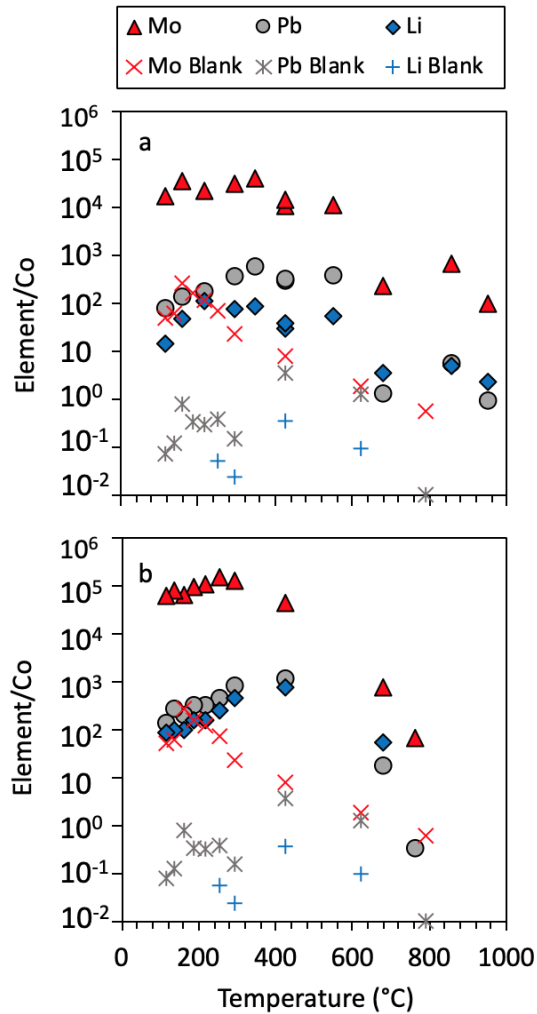 Mo Pb Li
Mo Blank Pb Blank Li Blank
a
10⁶
10⁵
10⁴
10³
10²
10
10⁰
10⁻¹
10⁻²
Element/Co
b
10⁶
10⁵
10⁴
10³
10²
10
10⁰
10⁻¹
10⁻²
Element/Co
0 200 400 600 800 1000
Temperature (°C)